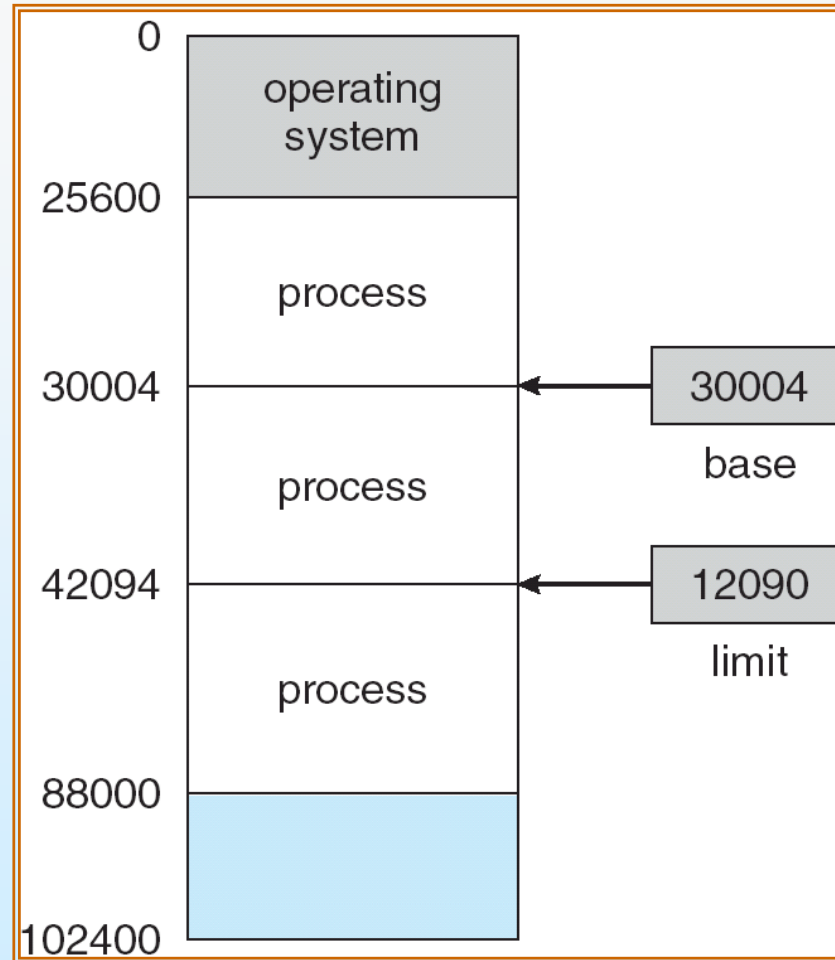 0
operating
system
25600
process
30004
30004
base
process
42094
12090
limit
process
88000
102400